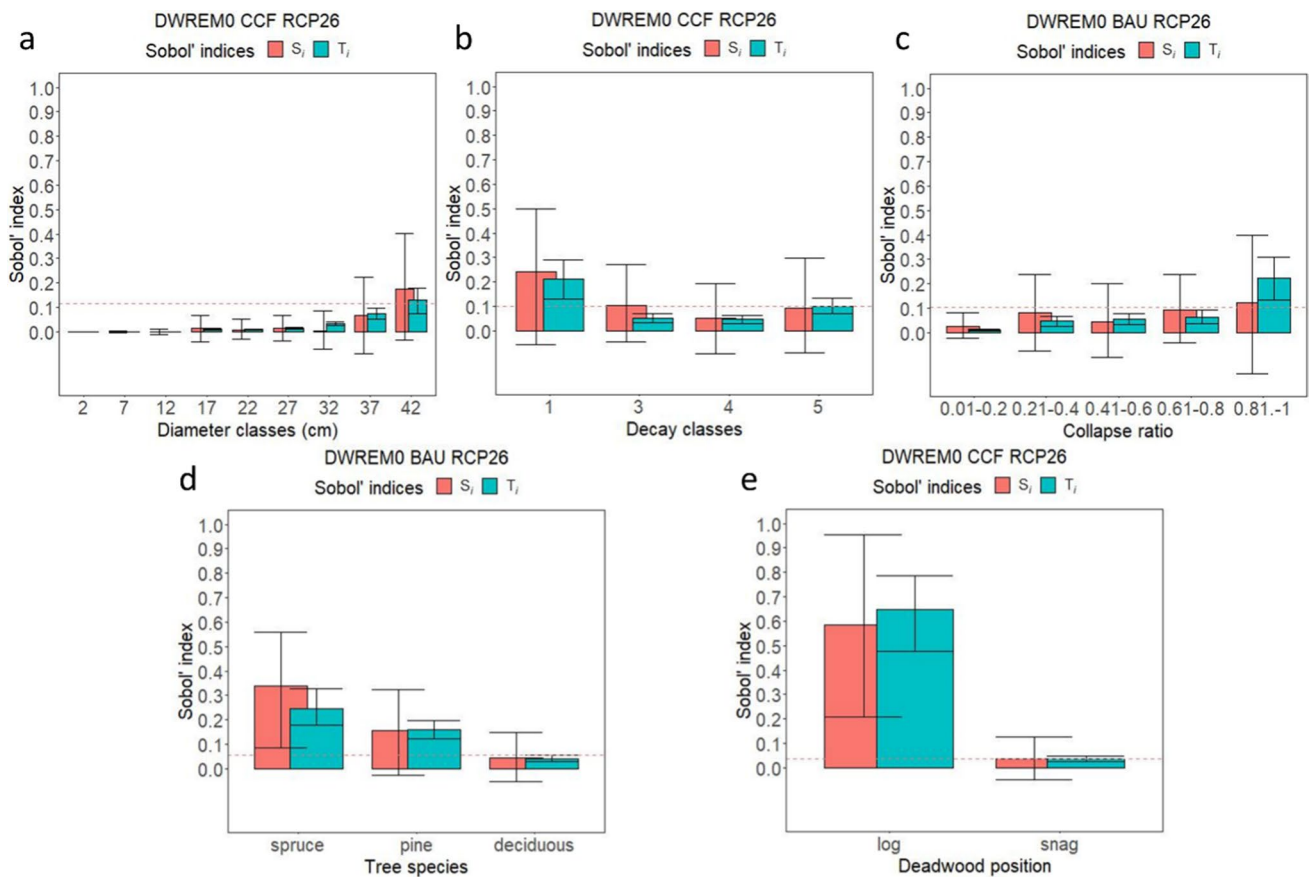 a
DWREM0 CCF RCP26
Sobol' indices Si Ti
1.0
0.9
0.8
0.7
0.6
0.5
0.4
0.3
0.2
0.1
0.0
Sobol' index
2 7 12 17 22 27 32 37 42
Diameter classes (cm)
b
DWREM0 CCF RCP26
Sobol' indices Si Ti
1.0
0.9
0.8
0.7
0.6
0.5
0.4
0.3
0.2
0.1
0.0
Sobol' index
1 3 4 5
Decay classes
c
DWREM0 BAU RCP26
Sobol' indices Si Ti
1.0
0.9
0.8
0.7
0.6
0.5
0.4
0.3
0.2
0.1
0.0
Sobol' index
0.01-0.2 0.21-0.4 0.41-0.6 0.61-0.8 0.81.-1
Collapse ratio
d
DWREM0 BAU RCP26
Sobol' indices Si Ti
1.0
0.9
0.8
0.7
0.6
0.5
0.4
0.3
0.2
0.1
0.0
Sobol' index
spruce pine deciduous
Tree species
e
DWREM0 CCF RCP26
Sobol' indices Si Ti
1.0
0.9
0.8
0.7
0.6
0.5
0.4
0.3
0.2
0.1
0.0
Sobol' index
log snag
Deadwood position